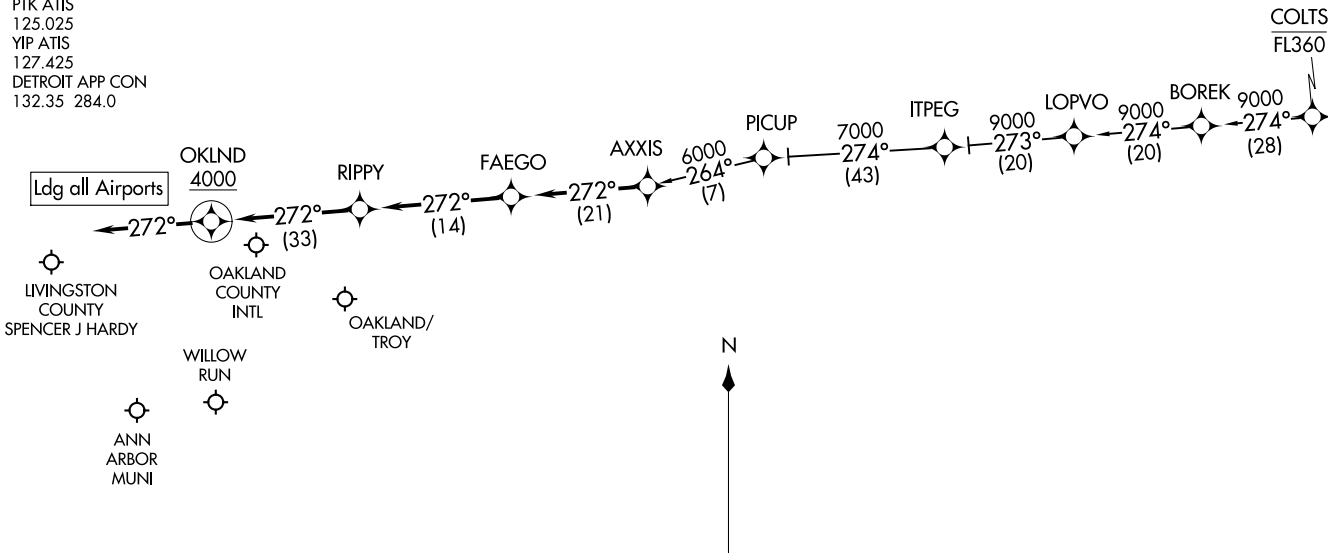 PTK ATIS
125.025
YIP ATIS
127.425
DETROIT APP CON
132.35 284.0
COLTS
FL360
9000
274°
(28)
BOREK
9000
274°
(20)
LOPVO
9000
273°
(20)
ITPEG
7000
274°
(43)
PICUP
6000
264°
(7)
AXXIS
272°
(21)
FAEGO
272°
(14)
RIPPY
272°
(33)
OKLND
4000
272°
Ldg all Airports
LIVINGSTON
COUNTY
SPENCER J HARDY
OAKLAND
COUNTY
INTL
OAKLAND/
TROY
WILLOW
RUN
ANN
ARBOR
MUNI
N